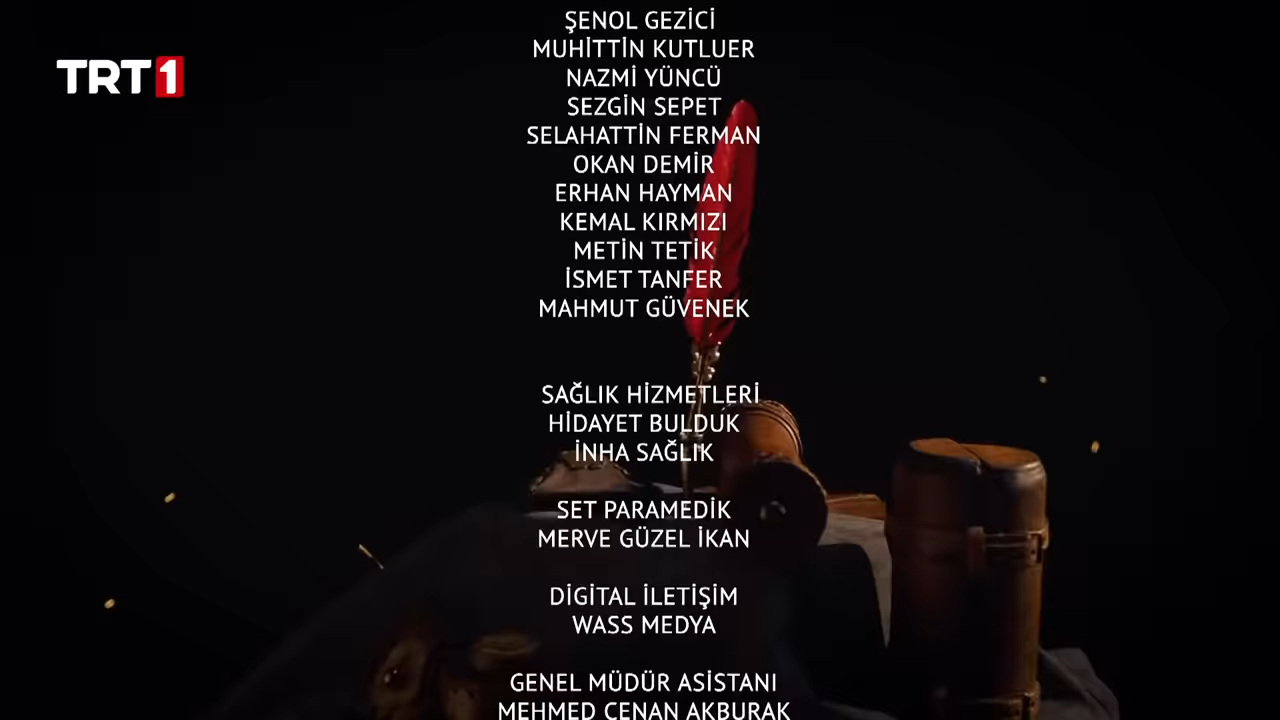 ŞENOL GEZİCİ
MUHİTTİN KUTLUER
TRT 1
NAZMİ YÜNCÜ
SEZGİN SEPET
SELAHATTİN FERMAN
OKAN DEMİR
ERHAN HAYMAN
KEMAL KIRMIZI
METİN TETİK
İSMET TANFER
MAHMUT GÜVENEK
SAĞLIK HİZMETLERİ
HİDAYET BULDUK
İNHA SAĞLIK
SET PARAMEDİK
MERVE GÜZEL İKAN
DİGİTAL İLETİŞİM
WASS MEDYA
GENEL MÜDÜR ASİSTANI
MEHMED CENAN AKBURAK